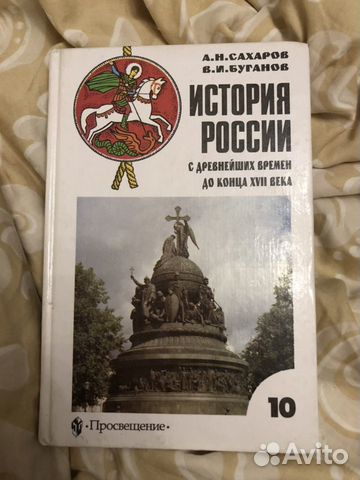 А.Н.САХАРОВ
В.И.БУГАНОВ
ИСТОРИЯ
РОССИИ
С ДРЕВНЕЙШИХ ВРЕМЕН
ДО КОНЦА XVII ВЕКА
10
·Просвещение·
Avito